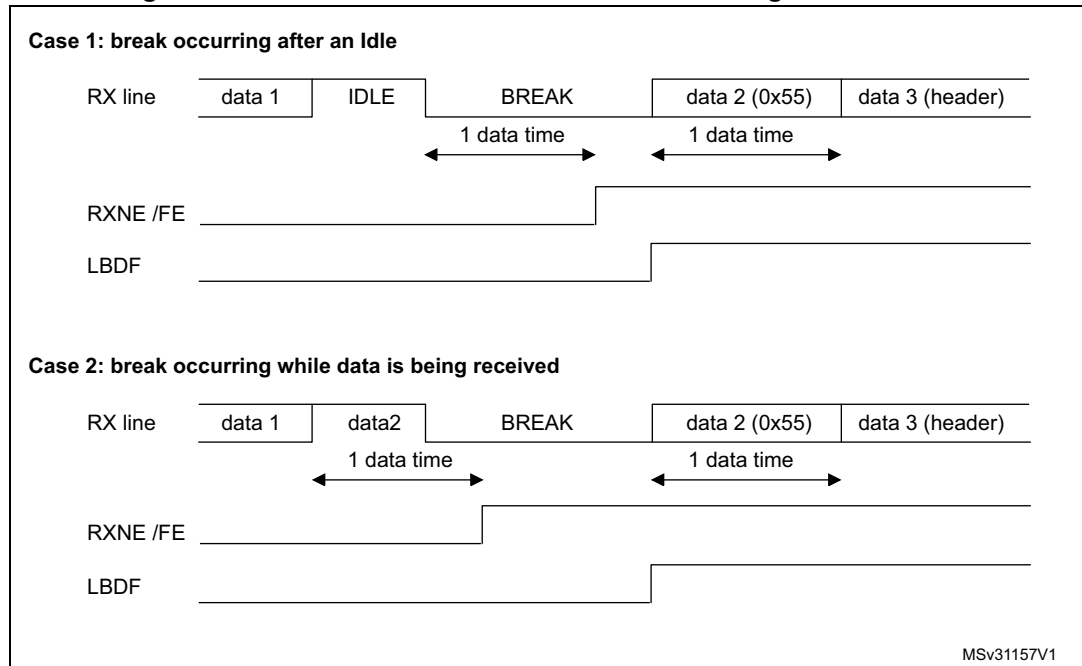 Case 1: break occurring after an Idle
RX line data 1 IDLE BREAK data 2 (0x55) data 3 (header)
1 data time 1 data time
RXNE /FE
LBDF
Case 2: break occurring while data is being received
RX line data 1 data2 BREAK data 2 (0x55) data 3 (header)
1 data time 1 data time
RXNE /FE
LBDF
MSv31157V1